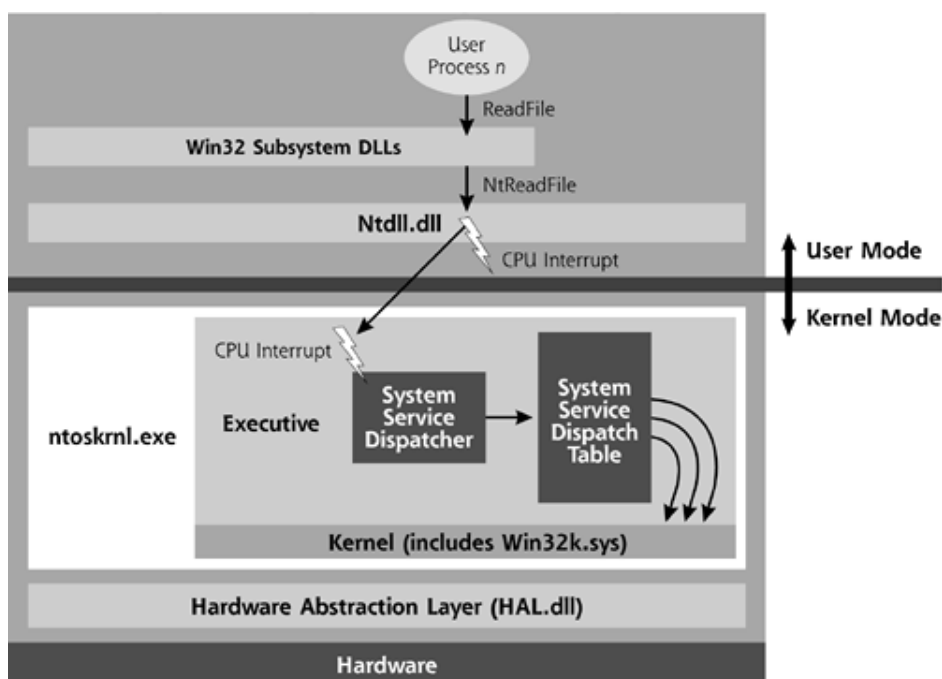 User
Process n
ReadFile
Win32 Subsystem DLLs
NtReadFile
Ntdll.dll
CPU Interrupt
User Mode
Kernel Mode
CPU Interrupt
System
Service
Dispatcher
System
Service
Dispatch
Table
Executive
ntoskrnl.exe
Kernel (includes Win32k.sys)
Hardware Abstraction Layer (HAL.dll)
Hardware